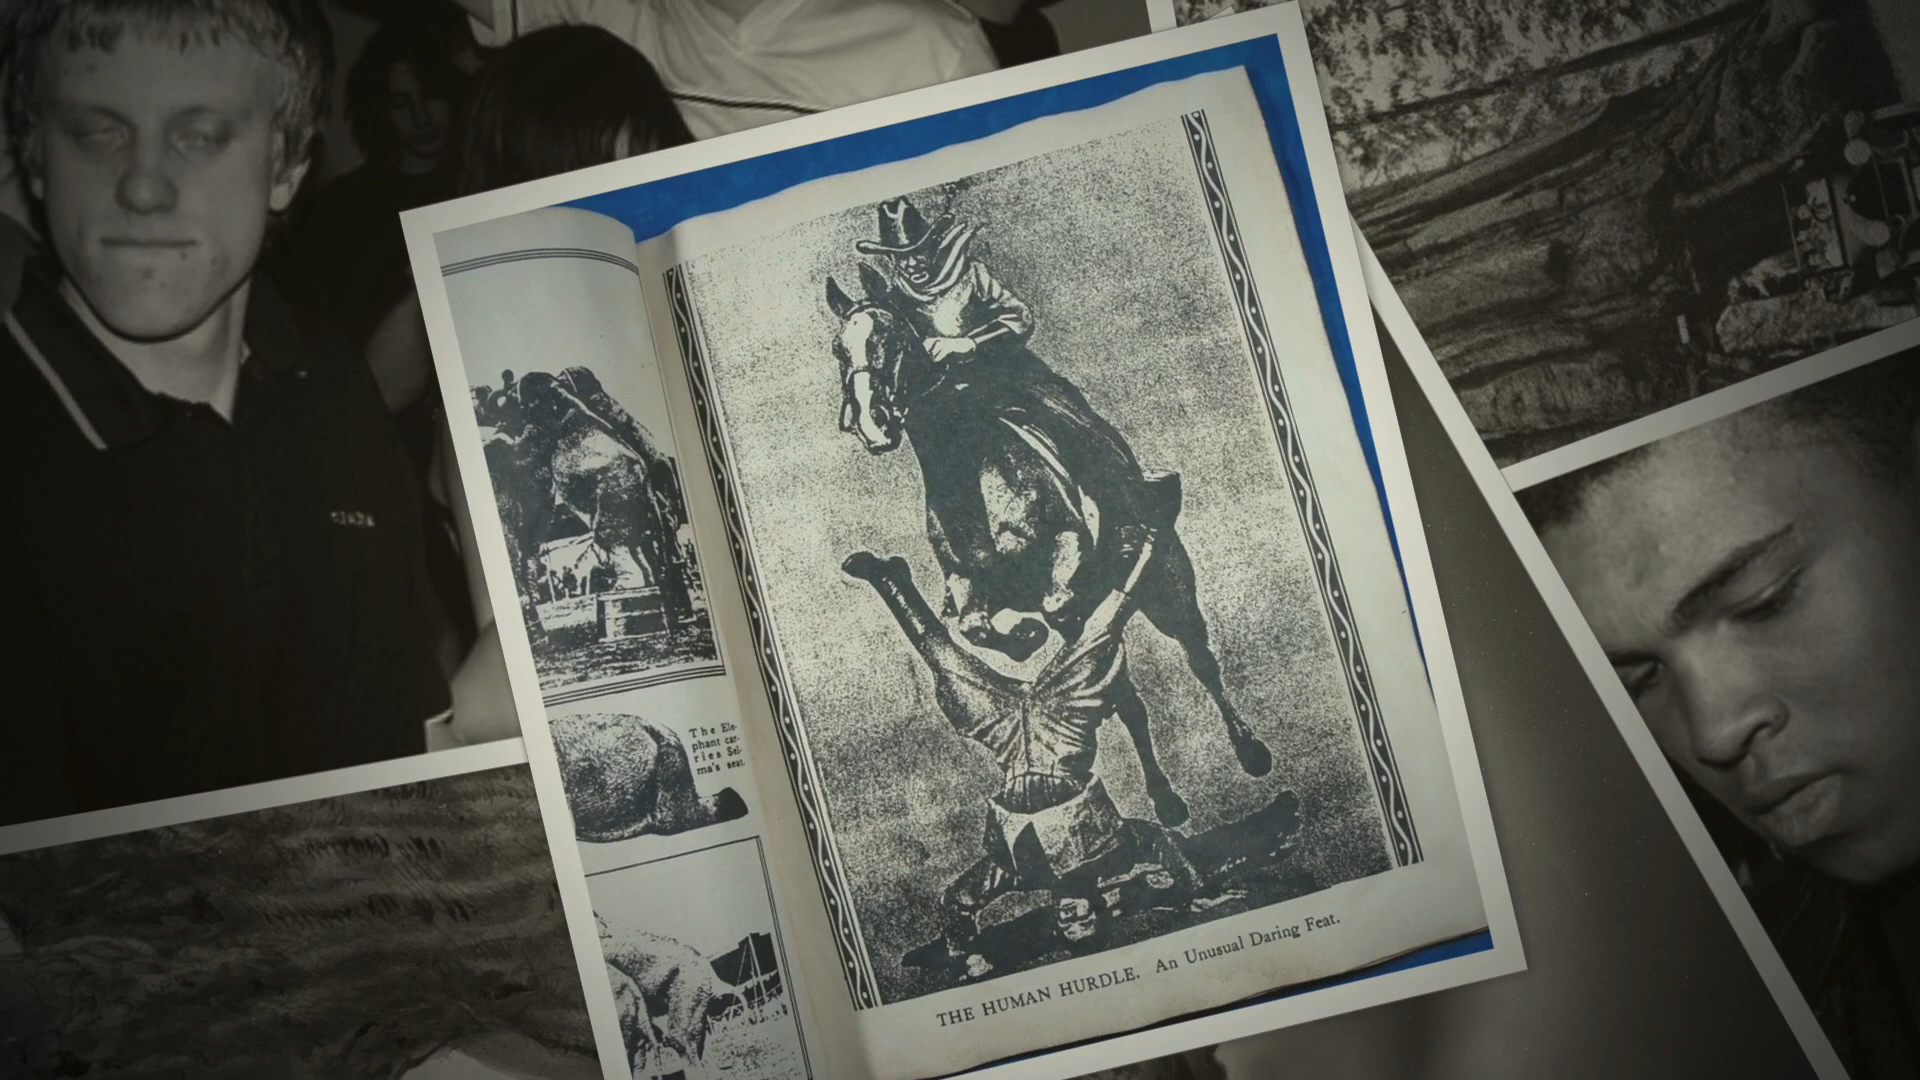 The Ele-
phant car-
ries Sel-
ma's seat.
THE HUMAN HURDLE. An Unusual Daring Feat.